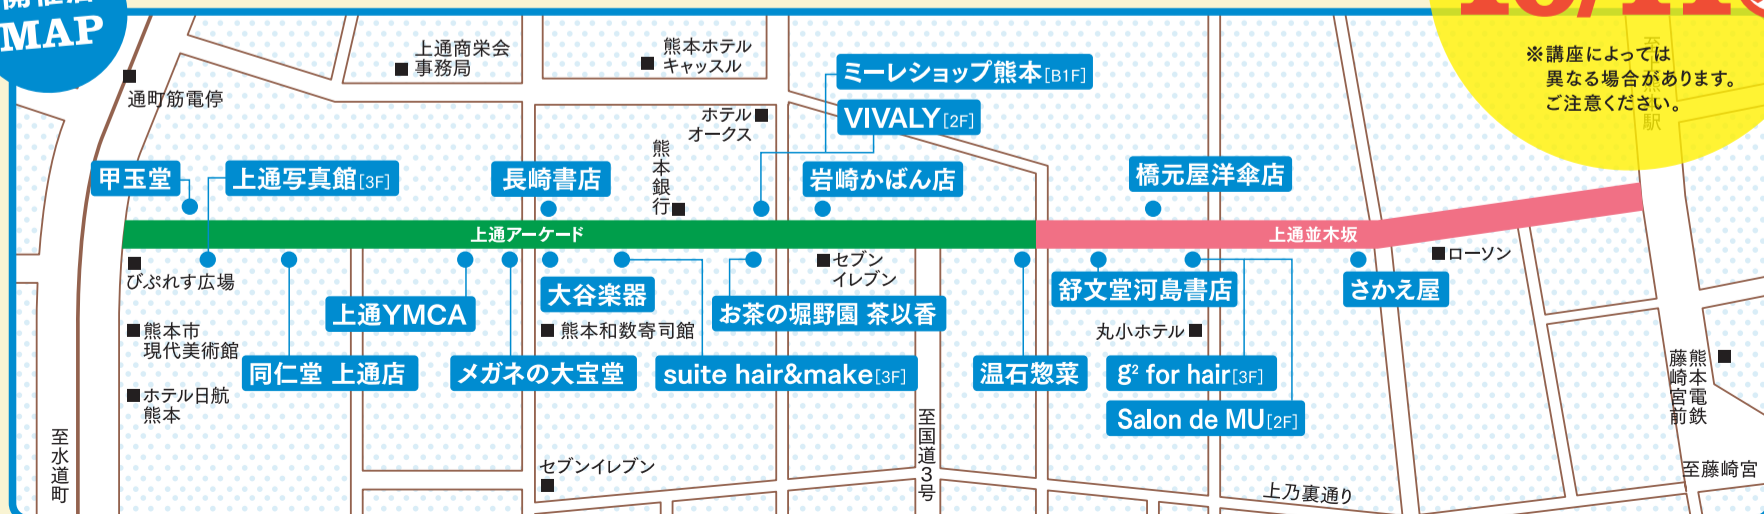 MAP
※講座によっては
異なる場合があります。
ご注意ください。
上通商栄会
事務局
熊本ホテル
キャッスル
通町筋電停
ホテル
オークス
ミーレショップ熊本[B1F]
VIVALY[2F]
熊本銀行
甲玉堂
上通写真館[3F]
長崎書店
岩崎かばん店
橋元屋洋傘店
上通アーケード
上通並木坂
びぷれす広場
セブン
イレブン
ローソン
大谷楽器
上通YMCA
お茶の堀野園 茶以香
舒文堂河島書店
さかえ屋
熊本市
現代美術館
熊本和数寄司館
丸小ホテル
同仁堂 上通店
メガネの大宝堂
suite hair&make[3F]
温石惣菜
g² for hair[3F]
Salon de MU[2F]
ホテル日航
熊本
熊本電鉄
藤崎宮前
至水道町
至国道3号
セブンイレブン
上乃裏通り
至藤崎宮